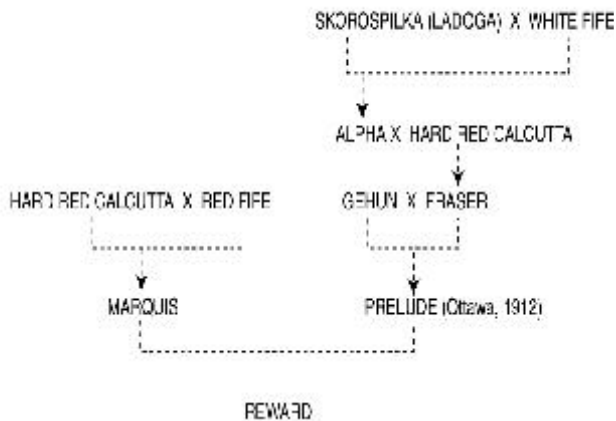 SKOROSPILKA (LADOGA) X WHITE FIFE
ALPHA X HARD RED CALCUTTA
HARD RED CALCUTTA X RED FIFE
GEHUN X FRASER
MARQUIS
PRELUDE (Ottawa, 1912)
REWARD